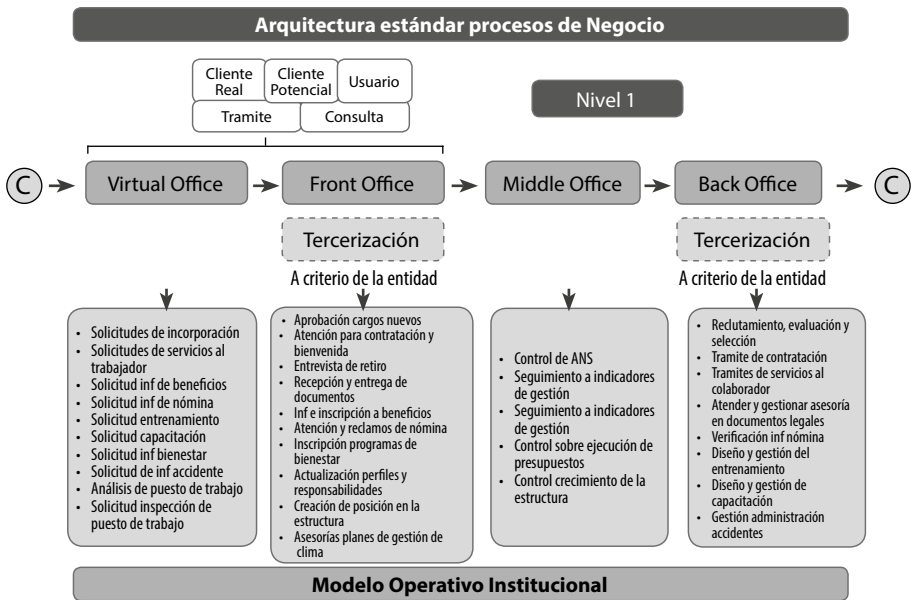 Arquitectura estándar procesos de Negocio
Cliente
Real
Cliente
Potencial
Usuario
Tramite
Consulta
Nivel 1
C
Virtual Office
Front Office
Middle Office
Back Office
C
Tercerización
A criterio de la entidad
Tercerización
A criterio de la entidad
• Solicitudes de incorporación
• Solicitudes de servicios al
trabajador
• Solicitud inf de beneficios
• Solicitud inf de nómina
• Solicitud entrenamiento
• Solicitud capacitación
• Solicitud inf bienestar
• Solicitud de inf accidente
• Análisis de puesto de trabajo
• Solicitud inspección de
puesto de trabajo
• Aprobación cargos nuevos
• Atención para contratación y
bienvenida
• Entrevista de retiro
• Recepción y entrega de
documentos
• Inf e inscripción a beneficios
• Atención y reclamos de nómina
• Inscripción programas de
bienestar
• Actualización perfiles y
responsabilidades
• Creación de posición en la
estructura
• Asesorías planes de gestión de
clima
• Control de ANS
• Seguimiento a indicadores
de gestión
• Seguimiento a indicadores
de gestión
• Control sobre ejecución de
presupuestos
• Control crecimiento de la
estructura
• Reclutamiento, evaluación y
selección
• Tramite de contratación
• Tramites de servicios al
colaborador
• Atender y gestionar asesoría
en documentos legales
• Verificación inf nómina
• Diseño y gestión del
entrenamiento
• Diseño y gestión de
capacitación
• Gestión administración
accidentes
Modelo Operativo Institucional